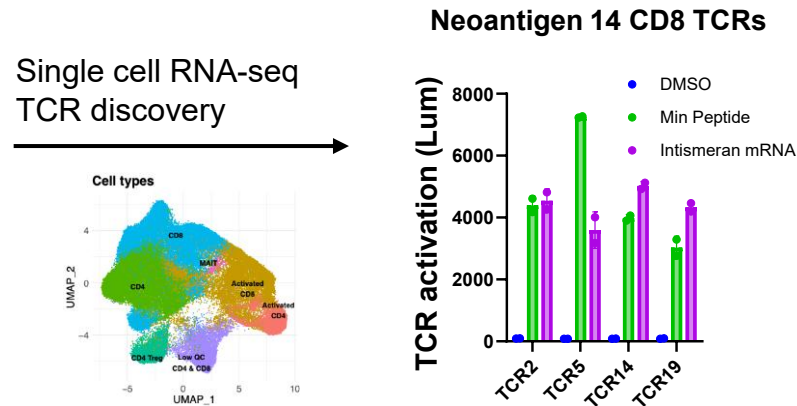 Neoantigen 14 CD8 TCRs
Single cell RNA-seq
TCR discovery
Cell types
CD8
MAIT
CD4
Activated
CD8
Activated
CD4
CD4 Treg
Low QC
CD4 & CD8
4
0
−4
UMAP_2
−5
0
5
10
UMAP_1
TCR activation (Lum)
8000
6000
4000
2000
0
DMSO
Min Peptide
Intismeran mRNA
TCR2
TCR5
TCR14
TCR19